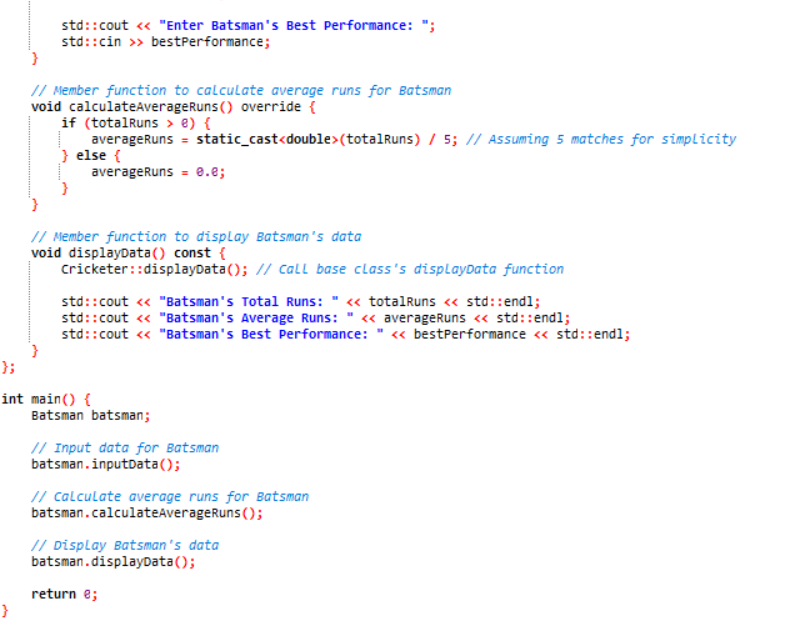 std::cout << "Enter Batsman's Best Performance: ";
std::cin >> bestPerformance;
}
// Member function to calculate average runs for Batsman
void calculateAverageRuns() override {
if (totalRuns > 0) {
averageRuns = static_cast<double>(totalRuns) / 5; // Assuming 5 matches for simplicity
} else {
averageRuns = 0.0;
}
}
// Member function to display Batsman's data
void displayData() const {
Cricketer::displayData(); // Call base class's displayData function
std::cout << "Batsman's Total Runs: " << totalRuns << std::endl;
std::cout << "Batsman's Average Runs: " << averageRuns << std::endl;
std::cout << "Batsman's Best Performance: " << bestPerformance << std::endl;
}
};
int main() {
Batsman batsman;
// Input data for Batsman
batsman.inputData();
// Calculate average runs for Batsman
batsman.calculateAverageRuns();
// Display Batsman's data
batsman.displayData();
return 0;
}